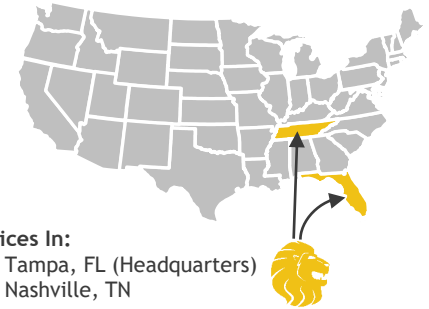 ices In:
Tampa, FL (Headquarters)
Nashville, TN